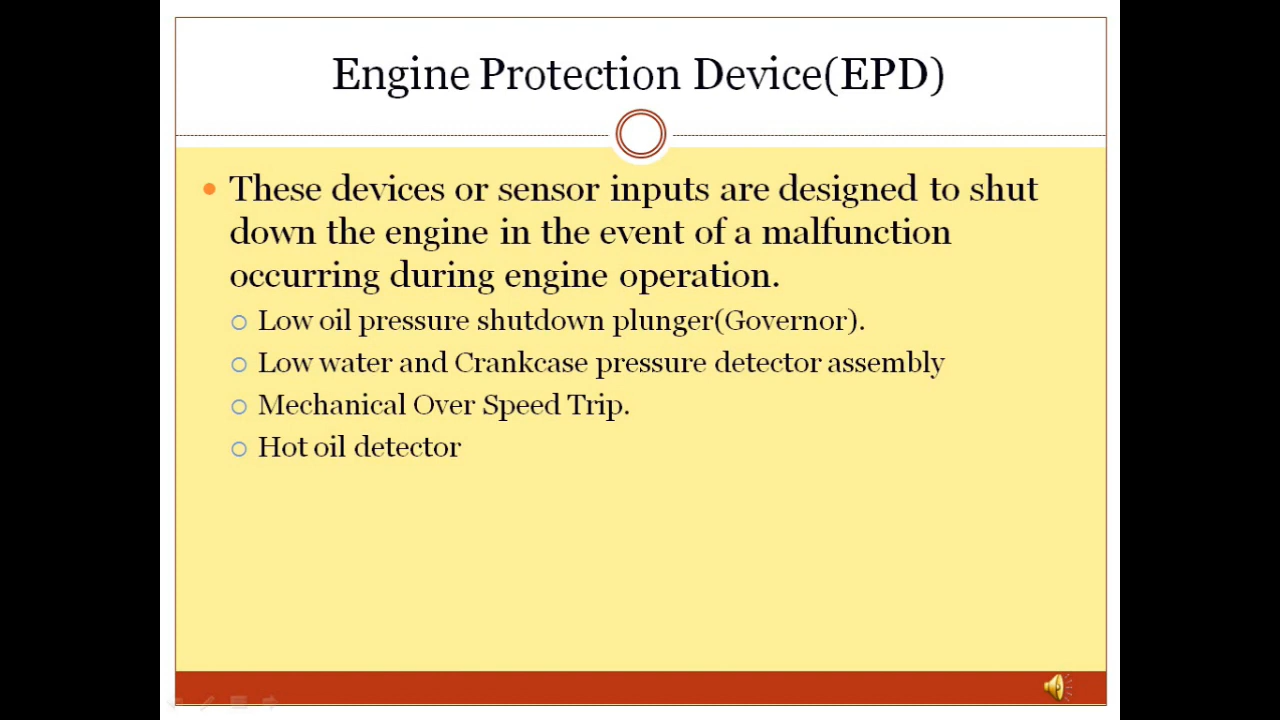 Engine Protection Device(EPD)
These devices or sensor inputs are designed to shut
down the engine in the event of a malfunction
occurring during engine operation.
Low oil pressure shutdown plunger(Governor).
Low water and Crankcase pressure detector assembly
Mechanical Over Speed Trip.
Hot oil detector